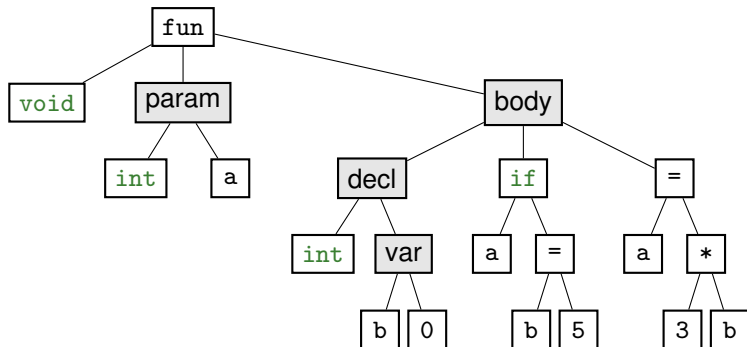 fun
void param body
int a decl if =
int var a = a *
b 0 b 5 3 b